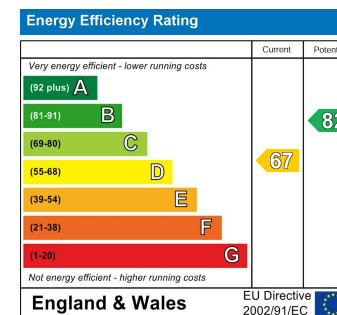 Energy Efficiency Rating
Current
Very energy efficient - lower running costs
(92 plus) A
(81-91) B
(69-80) C
(55-68) D
(39-54) E
(21-38) F
(1-20) G
67
Not energy efficient - higher running costs
England & Wales
EU Directive
2002/91/EC